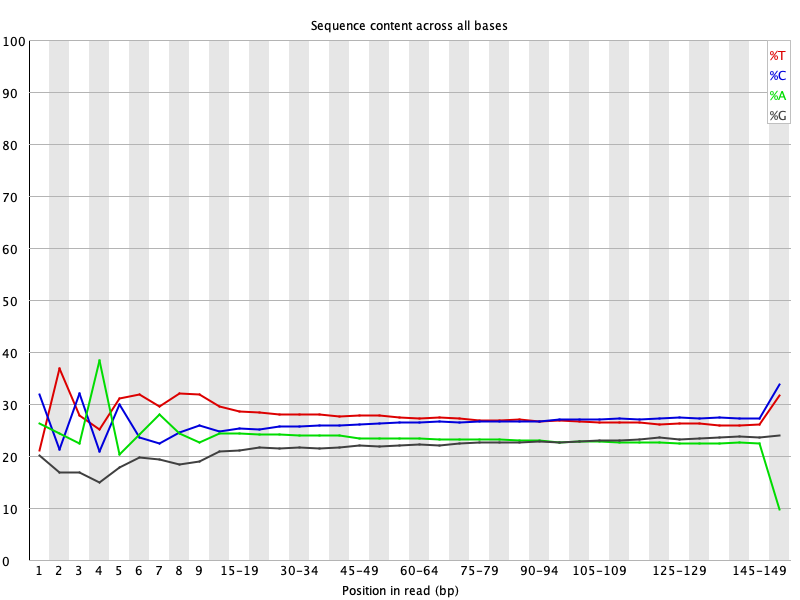 Sequence content across all bases
%T
%C
%A
%G
100
90
80
70
60
50
40
30
20
10
0
1 2 3 4 5 6 7 8 9 15-19 30-34 45-49 60-64 75-79 90-94 105-109 125-129 145-149
Position in read (bp)